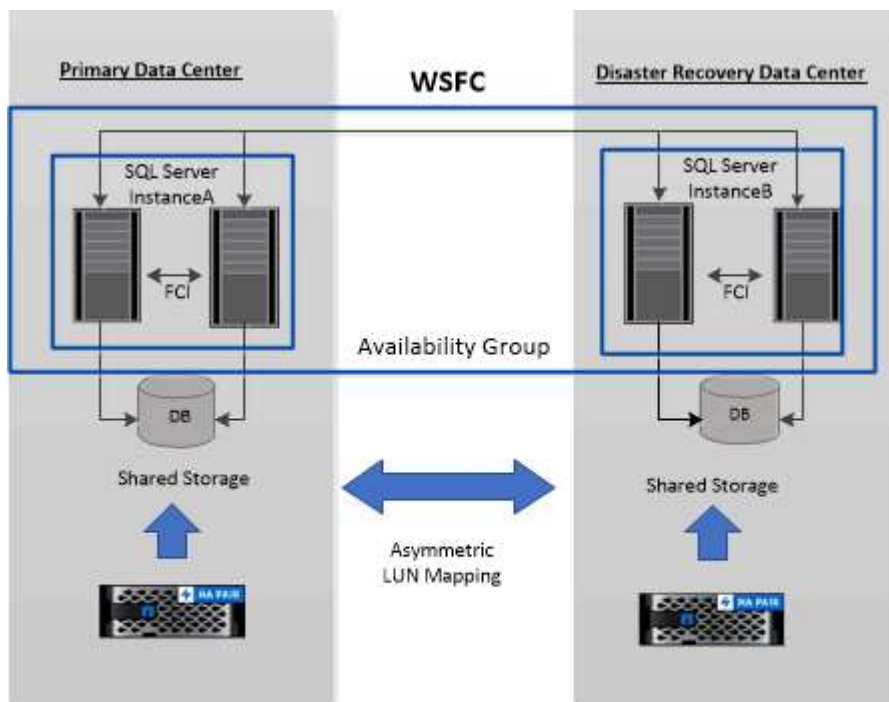 Primary Data Center
WSFC
Disaster Recovery Data Center
SQL Server
InstanceA
FCI
SQL Server
InstanceB
FCI
Availability Group
DB
Shared Storage
DB
Shared Storage
Asymmetric
LUN Mapping
HA PAIR
HA PAIR